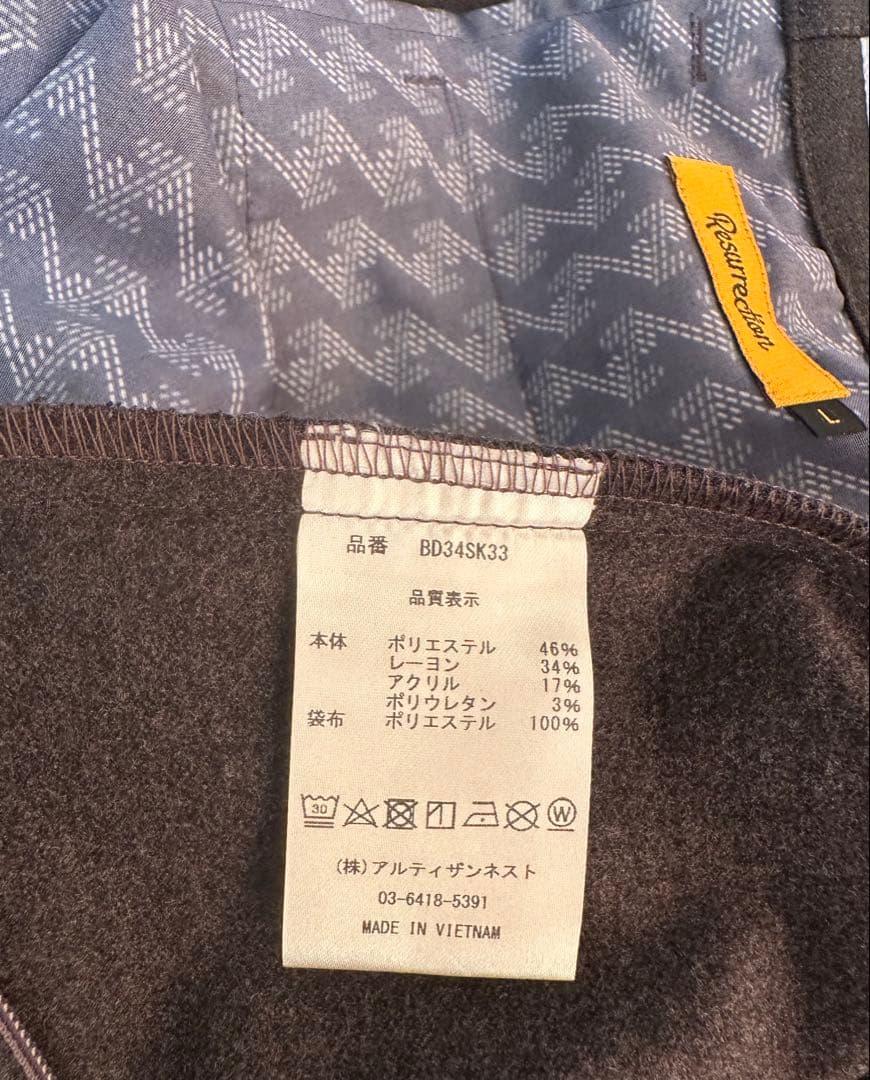 Resurrection
L
品番 BD34SK33
品質表示
本体 ポリエステル 46%
レーヨン 34%
アクリル 17%
ポリウレタン 3%
袋布 ポリエステル 100%
30 W
(株)アルティザンネスト
03-6418-5391
MADE IN VIETNAM